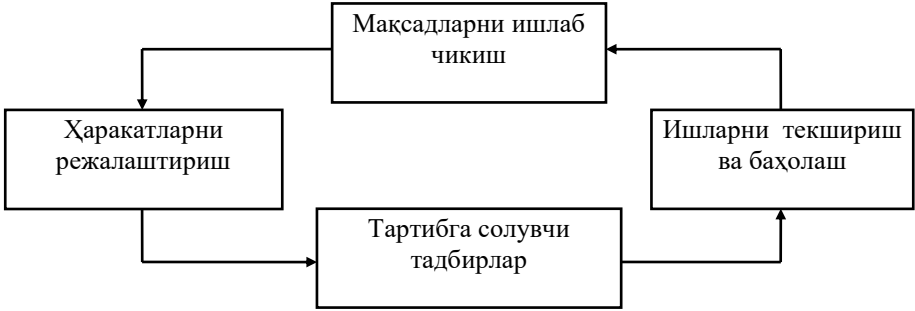 Мақсадларни ишлаб
чикиш
Ҳаракатларни
режалаштириш
Ишларни текшириш
ва баҳолаш
Тартибга солувчи
тадбирлар